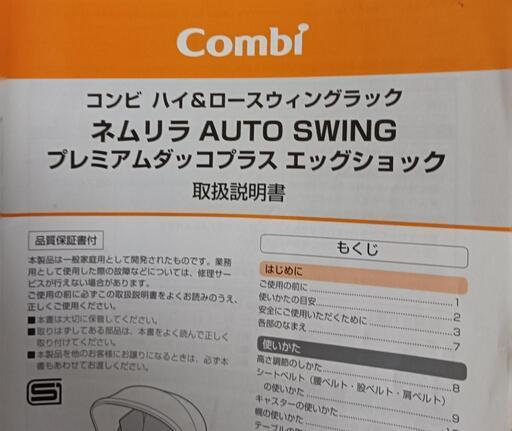 Combi
コンビ ハイ&ロースウィングラック
ネムリラ AUTO SWING
プレミアムダッコプラス エッグショック
取扱説明書
品質保証書付
本製品は一般家庭用として開発されたものです。業務
用として使用した際の故障などについては、修理サー
ビスが行えない場合があります。
ご使用の前に必ずこの取扱説明書をよくお読みのうえ、
正しくご使用ください。
■本書は大切に保管してください。
■取りはずしてある部品は、本書をよく読んで正しく
取り付けてください。
■本製品を他のお客様にお譲りになるときは、必ず本
書もあわせてお渡しください。
もくじ
はじめに
ご使用の前に 1
使いかたの目安 2
安全にご使用いただくために 3
各部のなまえ 7
使いかた
高さ調節のしかた 8
シートベルト（腰ベルト・股ベルト・肩ベルト）
の使いかた 9
キャスターの使いかた
幌の使いかた